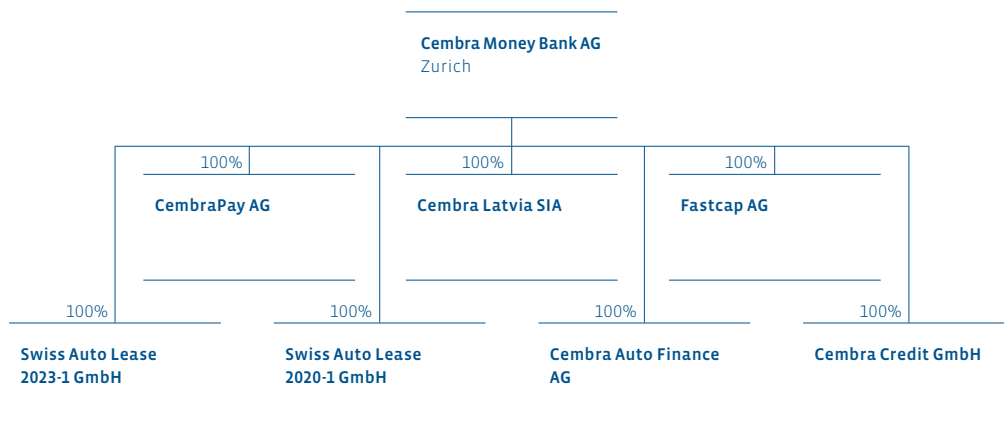 Cembra Money Bank AG
Zurich
100%
100%
100%
CembraPay AG
Cembra Latvia SIA
Fastcap AG
100%
100%
100%
100%
Swiss Auto Lease
2023-1 GmbH
Swiss Auto Lease
2020-1 GmbH
Cembra Auto Finance
AG
Cembra Credit GmbH